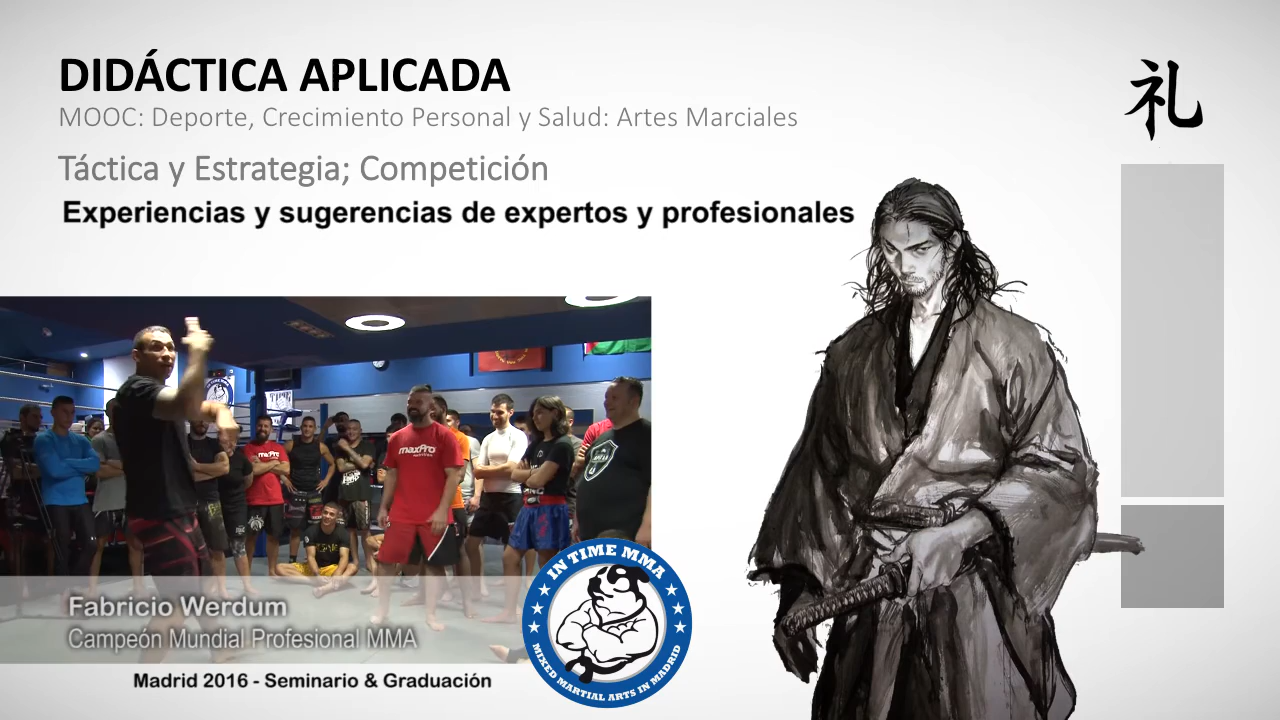 DIDÁCTICA APLICADA
MOOC: Deporte, Crecimiento Personal y Salud: Artes Marciales
礼
Táctica y Estrategia; Competición
Experiencias y sugerencias de expertos y profesionales
maxPro
Fabricio Werdum
Campeón Mundial Profesional MMA
IN TIME MMA
MIXED MARTIAL ARTS IN MADRID
Madrid 2016 - Seminario & Graduación